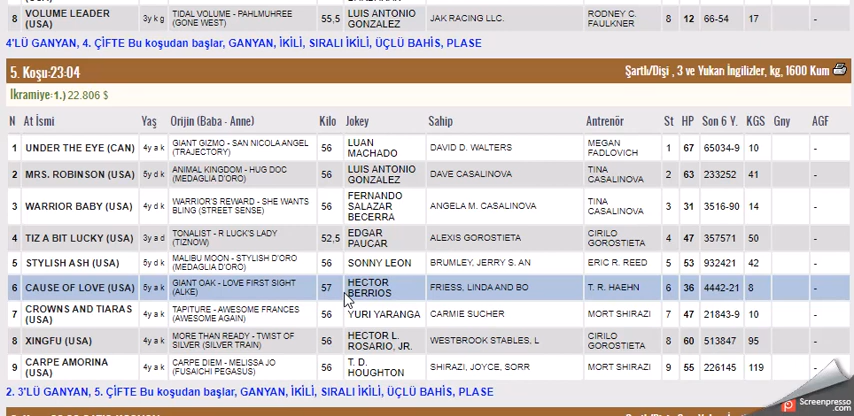 8 VOLUME LEADER (USA) 3y k g TIDAL VOLUME - PAHLMUHREE (GONE WEST) 55,5 LUIS ANTONIO GONZALEZ JAK RACING LLC. RODNEY C. FAULKNER 8 12 66-54 17 -
4'LÜ GANYAN, 4. ÇİFTE Bu koşudan başlar, GANYAN, İKİLİ, SIRALI İKİLİ, ÜÇLÜ BAHİS, PLASE
5. Koşu:23:04 Şartlı/Dişi , 3 ve Yukarı İngilizler, kg, 1600 Kum
İkramiye:1.) 22.806 $
N At İsmi Yaş Orijin (Baba - Anne) Kilo Jokey Sahip Antrenör St HP Son 6 Y. KGS Gny AGF
1 UNDER THE EYE (CAN) 4y a k GIANT GIZMO - SAN NICOLA ANGEL (TRAJECTORY) 56 LUAN MACHADO DAVID D. WALTERS MEGAN FADLOVICH 1 67 65034-9 10 -
2 MRS. ROBINSON (USA) 5y d k ANIMAL KINGDOM - HUG DOC (MEDAGLIA D'ORO) 56 LUIS ANTONIO GONZALEZ DAVE CASALINOVA TINA CASALINOVA 2 63 233252 41 -
3 WARRIOR BABY (USA) 4y d k WARRIOR'S REWARD - SHE WANTS BLING (STREET SENSE) 56 FERNANDO SALAZAR BECERRA ANGELA M. CASALINOVA TINA CASALINOVA 3 31 3516-90 14 -
4 TIZ A BIT LUCKY (USA) 3y a d TONALIST - R LUCK'S LADY (TIZNOW) 52,5 EDGAR PAUCAR ALEXIS GOROSTIETA CIRILO GOROSTIETA 4 47 357571 50 -
5 STYLISH ASH (USA) 5y d k MALIBU MOON - STYLISH D'ORO (MEDAGLIA D'ORO) 56 SONNY LEON BRUMLEY, JERRY S. AN ERIC R. REED 5 53 932421 42 -
6 CAUSE OF LOVE (USA) 5y a k GIANT OAK - LOVE FIRST SIGHT (ALKE) 57 HECTOR BERRIOS FRIESS, LINDA AND BO T. R. HAEHN 6 36 4442-21 8 -
7 CROWNS AND TIARAS (USA) 4y a k TAPITURE - AWESOME FRANCES (AWESOME AGAIN) 56 YURI YARANGA CARMIE SUCHER MORT SHIRAZI 7 47 21843-9 10 -
8 XINGFU (USA) 4y a k MORE THAN READY - TWIST OF SILVER (SILVER TRAIN) 56 HECTOR L. ROSARIO, JR. WESTBROOK STABLES, L CIRILO GOROSTIETA 8 60 513847 95 -
9 CARPE AMORINA (USA) 4y a k CARPE DIEM - MELISSA JO (FUSAICHI PEGASUS) 56 T. D. HOUGHTON SHIRAZI, JOYCE, SORR MORT SHIRAZI 9 55 226145 119 -
2. 3'LÜ GANYAN, 5. ÇİFTE Bu koşudan başlar, GANYAN, İKİLİ, SIRALI İKİLİ, ÜÇLÜ BAHİS, PLASE
Screenpresso.com